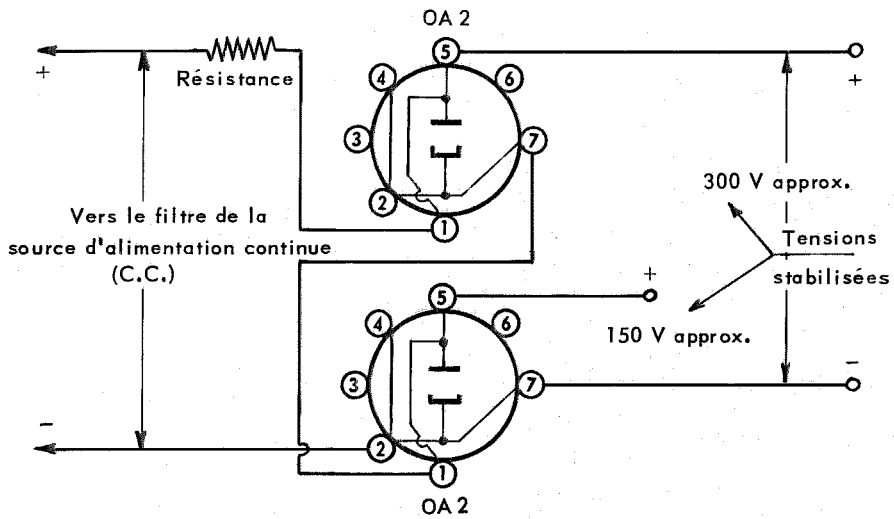 OA 2
+
Résistance
5
4
6
3
7
2
1
+
300 V approx.
Vers le filtre de la
source d'alimentation continue
(C.C.)
Tensions
stabilisées
+
5
4
6
150 V approx.
3
7
-
-
2
1
OA 2